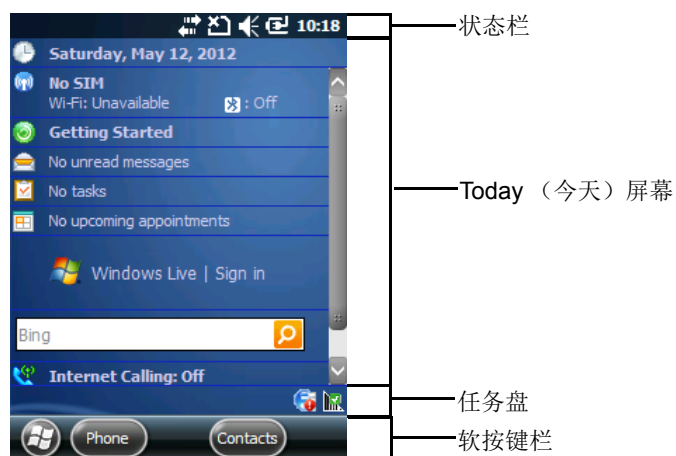 10:18
状态栏
Saturday, May 12, 2012
No SIM
Wi-Fi: Unavailable : Off
Getting Started
No unread messages
No tasks
Today （今天）屏幕
No upcoming appointments
Windows Live | Sign in
Bing
Internet Calling: Off
任务盘
Phone Contacts
软按键栏